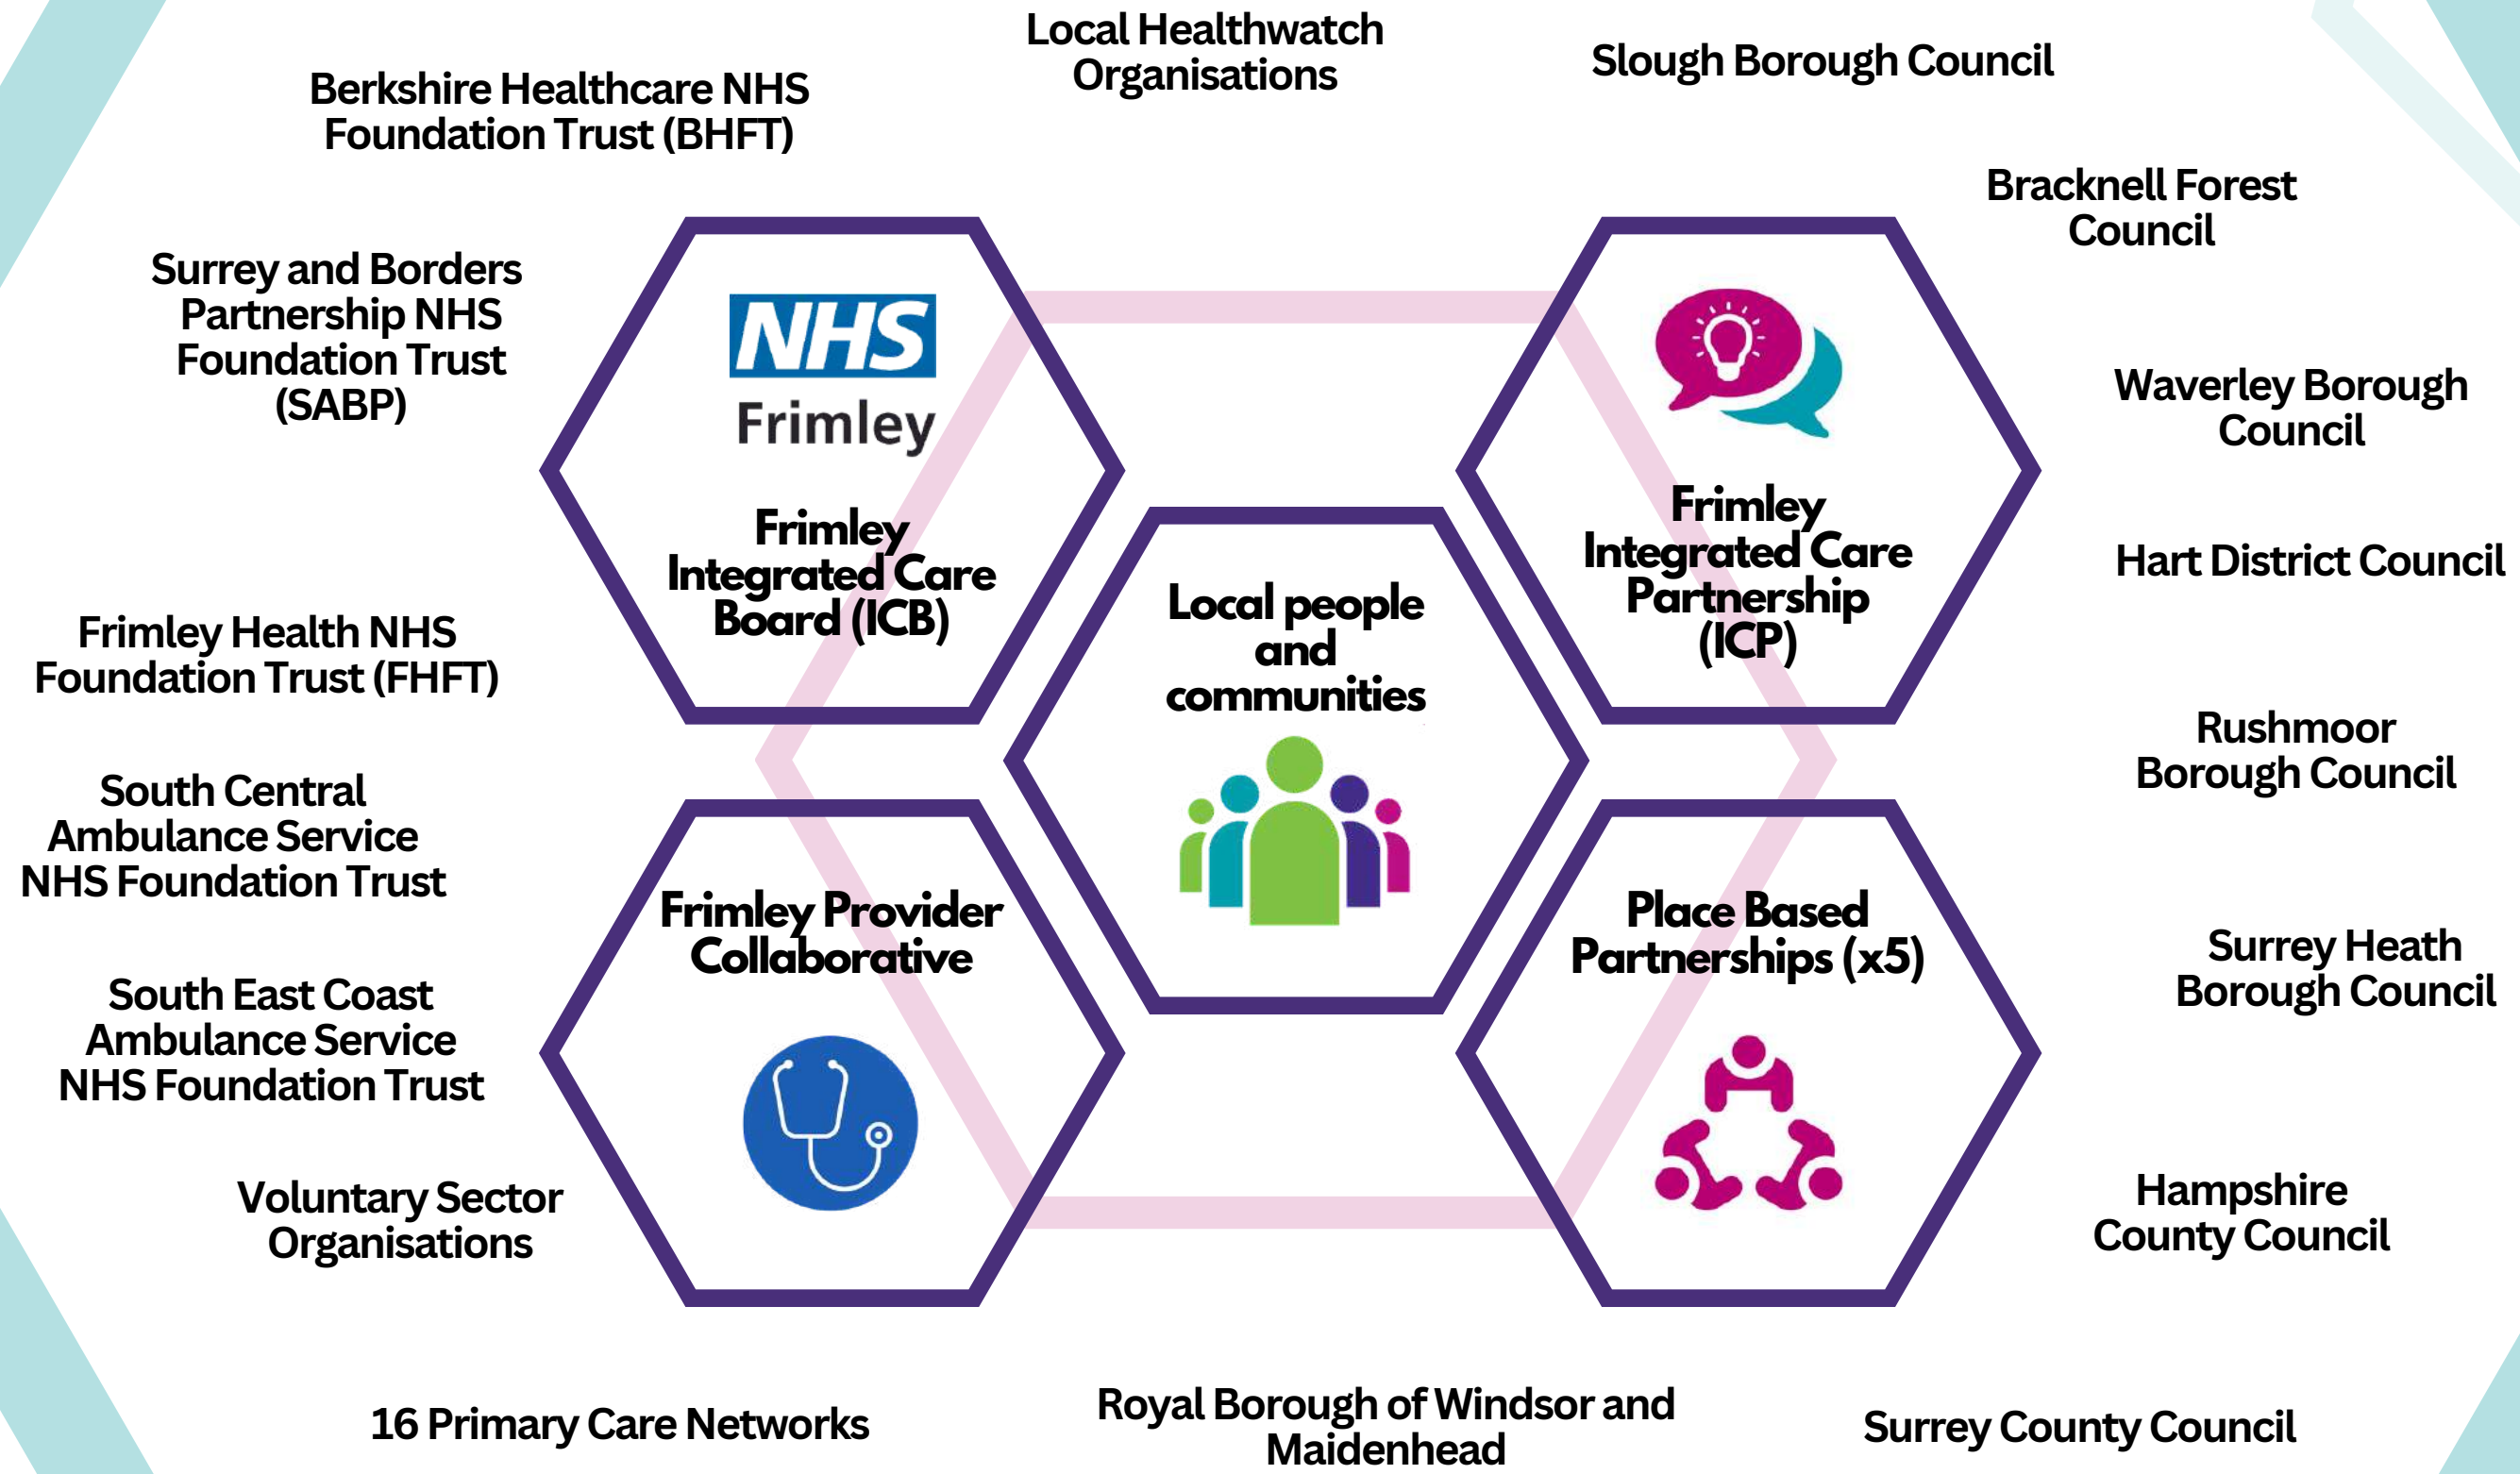 Local Healthwatch
Organisations
Slough Borough Council
Berkshire Healthcare NHS
Foundation Trust (BHFT)
Bracknell Forest
Council
Surrey and Borders
Partnership NHS
Foundation Trust
(SABP)
NHS
Frimley
Frimley
Integrated Care
Board (ICB)
Frimley
Integrated Care
Partnership
(ICP)
Waverley Borough
Council
Hart District Council
Local people
and
communities
Frimley Health NHS
Foundation Trust (FHFT)
Rushmoor
Borough Council
South Central
Ambulance Service
NHS Foundation Trust
Frimley Provider
Collaborative
Place Based
Partnerships (x5)
Surrey Heath
Borough Council
South East Coast
Ambulance Service
NHS Foundation Trust
Voluntary Sector
Organisations
Hampshire
County Council
16 Primary Care Networks
Royal Borough of Windsor and
Maidenhead
Surrey County Council